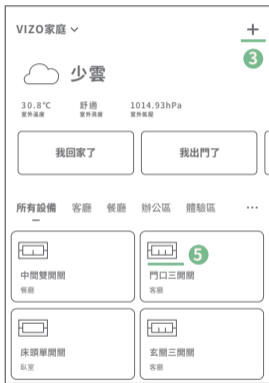 VIZO家庭
3
少雲
30.8°C 舒適 1014.93hPa
室外溫度 室外濕度 室外氣壓
我回家了 我出門了
所有設備 客廳 餐廳 辦公區 體驗區 ...
5
中間雙開關 門口三開關
餐廳 客廳
床頭單開關 玄關三開關
臥室 客廳